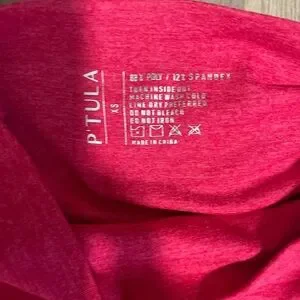 P'TULA
XS
88% POLY / 12% SPANDEX
TURN INSIDE OUT
MACHINE WASH COLD
LINE DRY PREFERRED
DO NOT BLEACH
DO NOT IRON
MADE IN CHINA